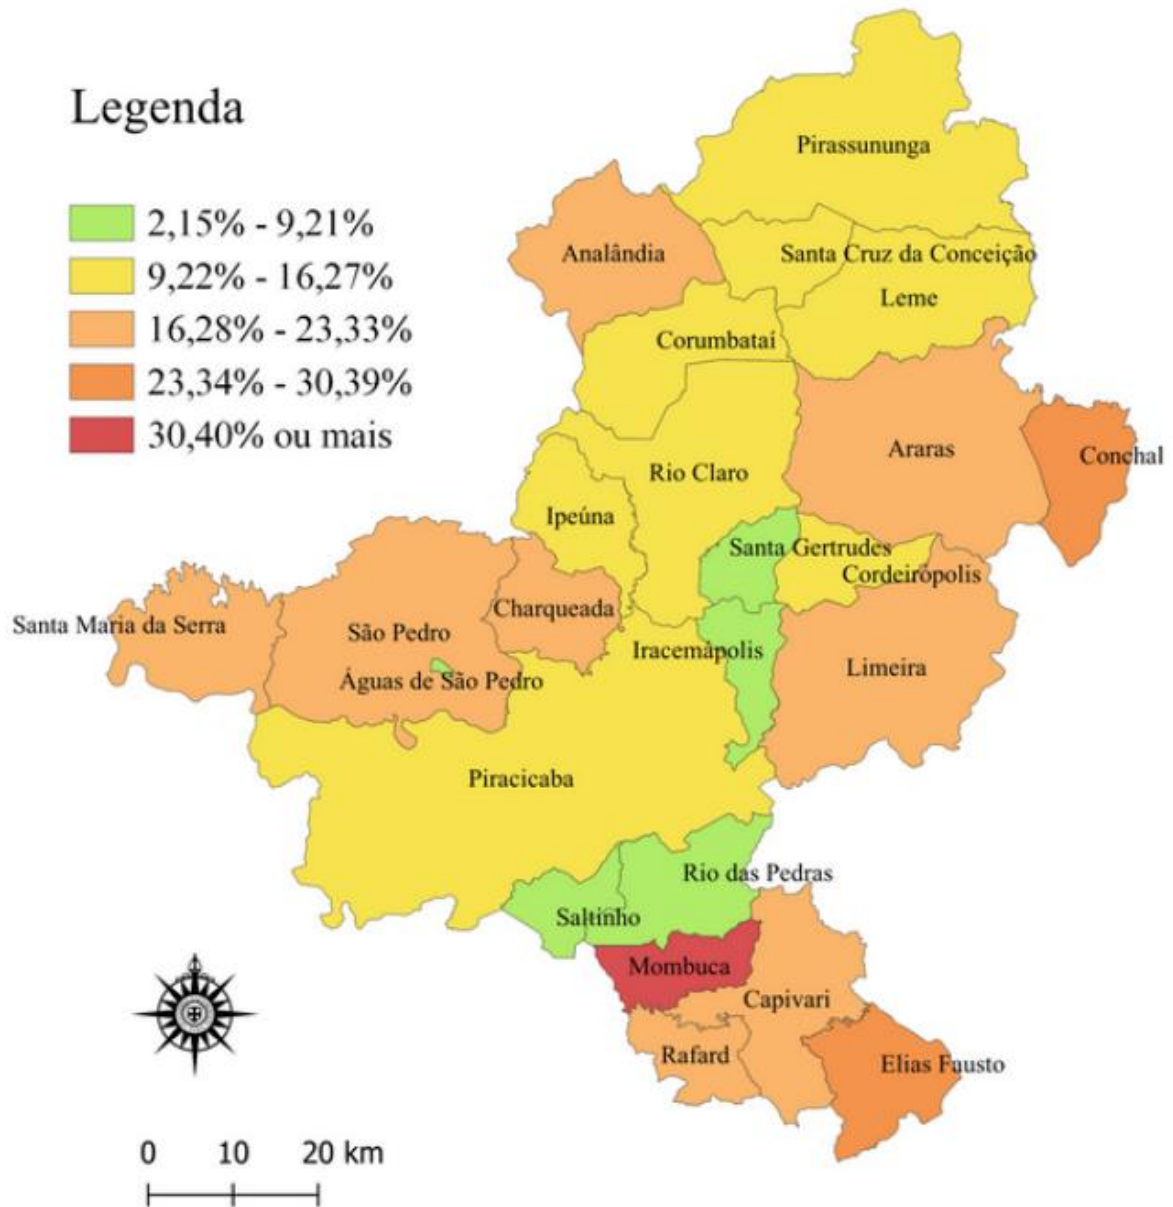 Legenda
2,15% - 9,21%
9,22% - 16,27%
16,28% - 23,33%
23,34% - 30,39%
30,40% ou mais
Pirassununga
Analândia
Santa Cruz da Conceição
Leme
Corumbataí
Araras
Conchal
Rio Claro
Ipeúna
Santa Gertrudes
Cordeirópolis
Charqueada
Santa Maria da Serra
São Pedro
Iracemápolis
Limeira
Águas de São Pedro
Piracicaba
Rio das Pedras
Saltinho
Mombuca
Capivari
Rafard
Elias Fausto
0 10 20 km